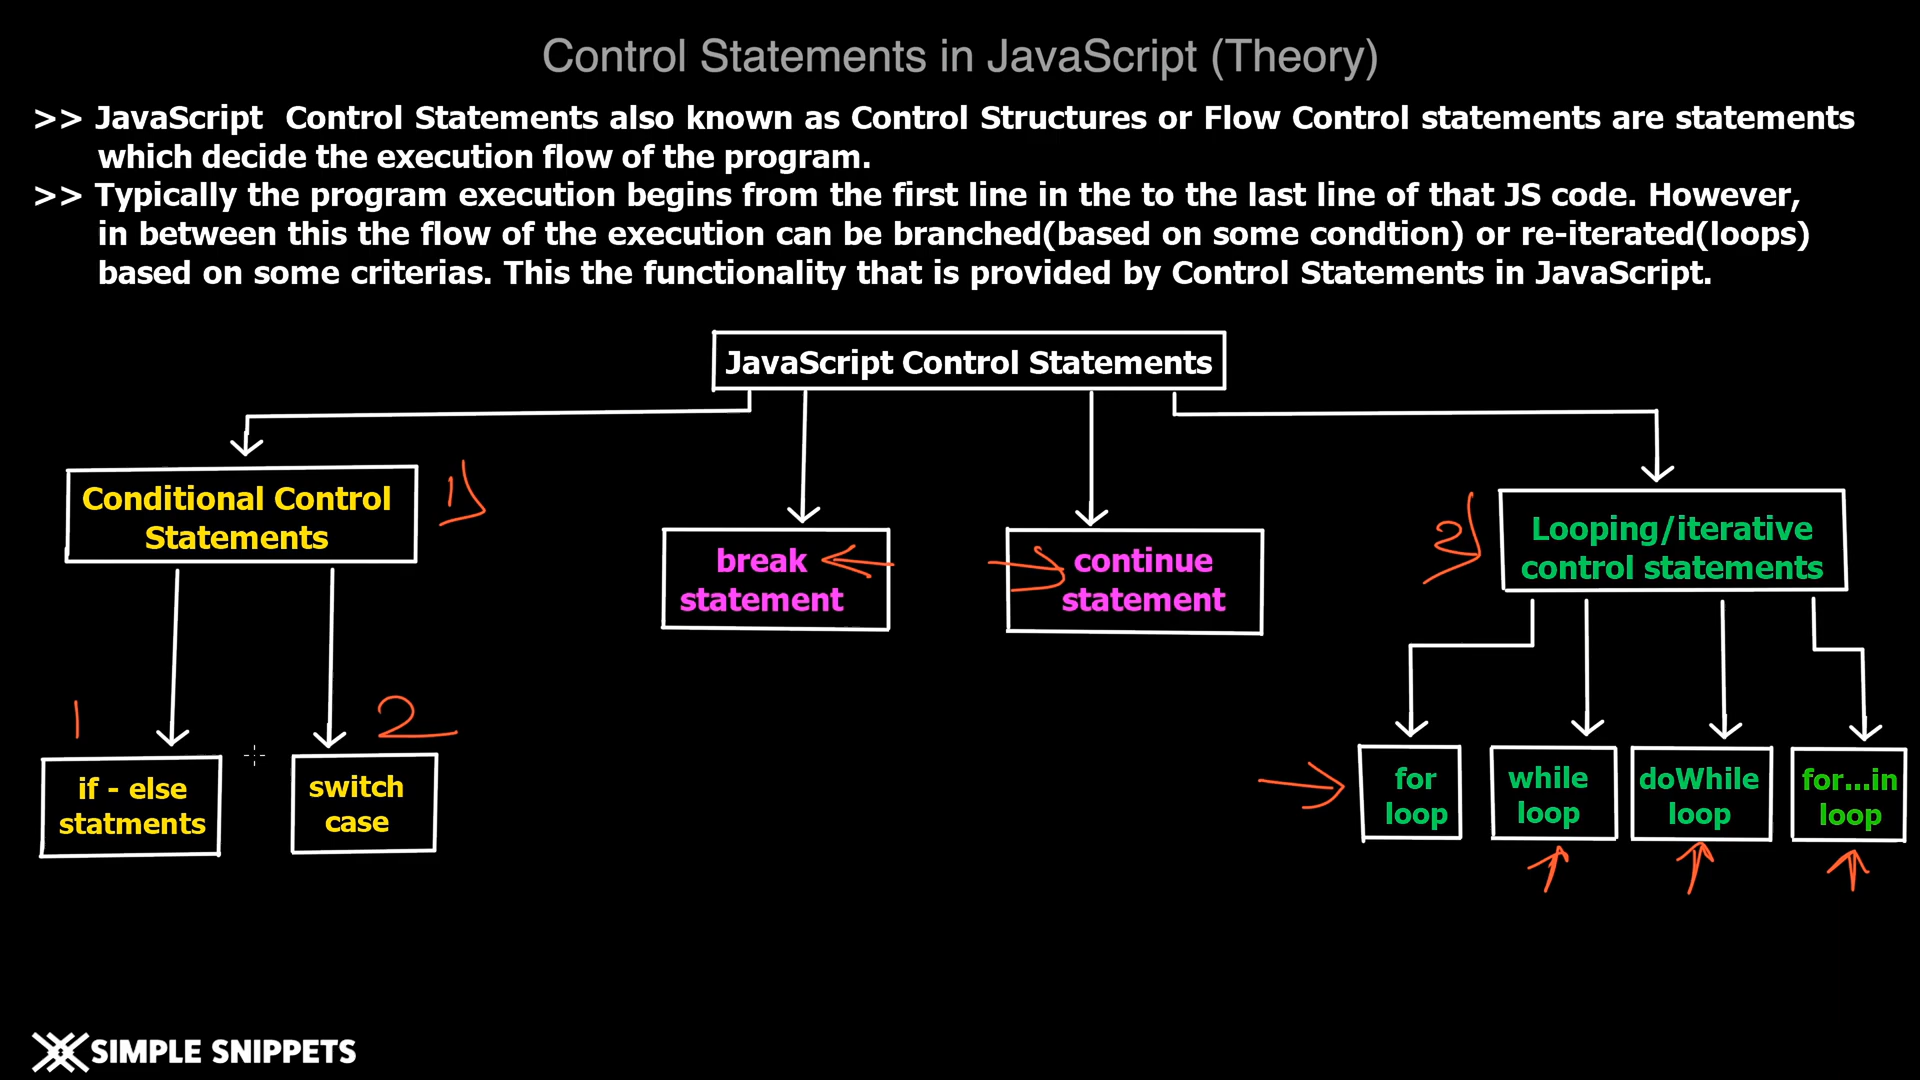 Control Statements in JavaScript (Theory)
>> JavaScript  Control Statements also known as Control Structures or Flow Control statements are statements
which decide the execution flow of the program.
>> Typically the program execution begins from the first line in the to the last line of that JS code. However,
in between this the flow of the execution can be branched(based on some condtion) or re-iterated(loops)
based on some criterias. This the functionality that is provided by Control Statements in JavaScript.
JavaScript Control Statements
Conditional Control
Statements
1)
break
statement
continue
statement
2)
Looping/iterative
control statements
1
2
if - else
statments
switch
case
for
loop
while
loop
doWhile
loop
for...in
loop
SIMPLE SNIPPETS